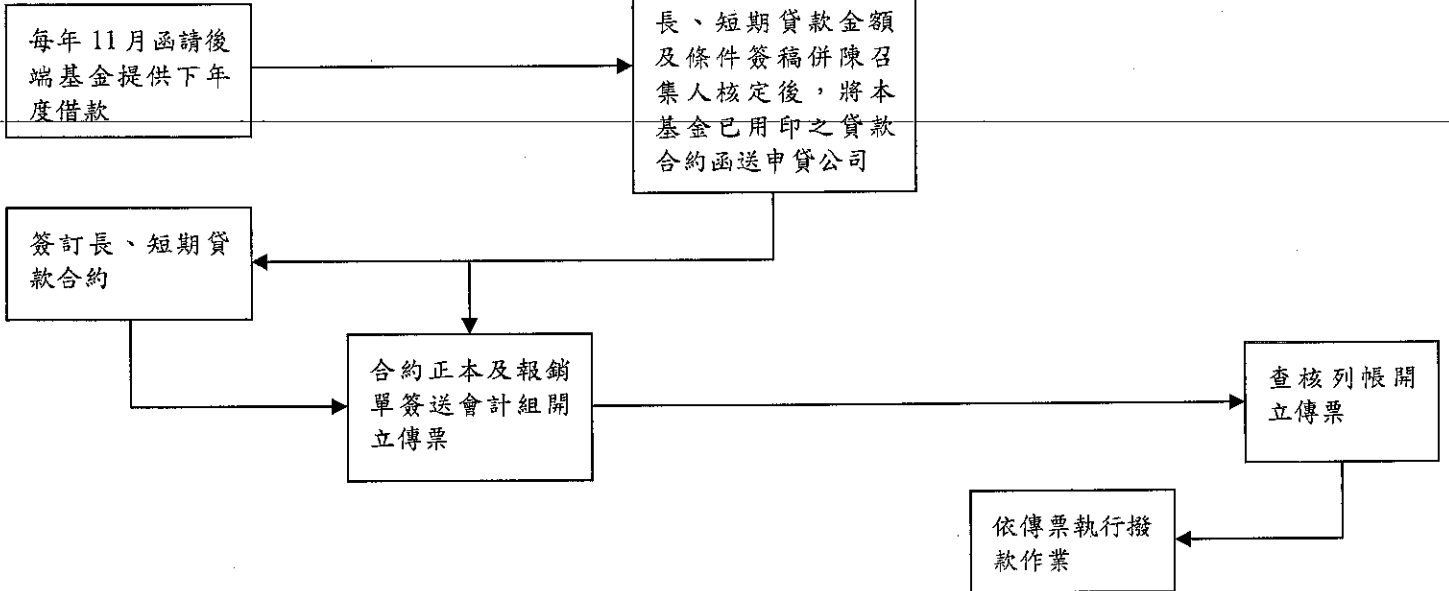 每年 11 月函請後
端基金提供下年
度借款
長、短期貸款金額
及條件簽稿併陳召
集人核定後，將本
基金已用印之貸款
合約函送申貸公司
簽訂長、短期貸
款合約
合約正本及報銷
單簽送會計組開
立傳票
查核列帳開
立傳票
依傳票執行撥
款作業